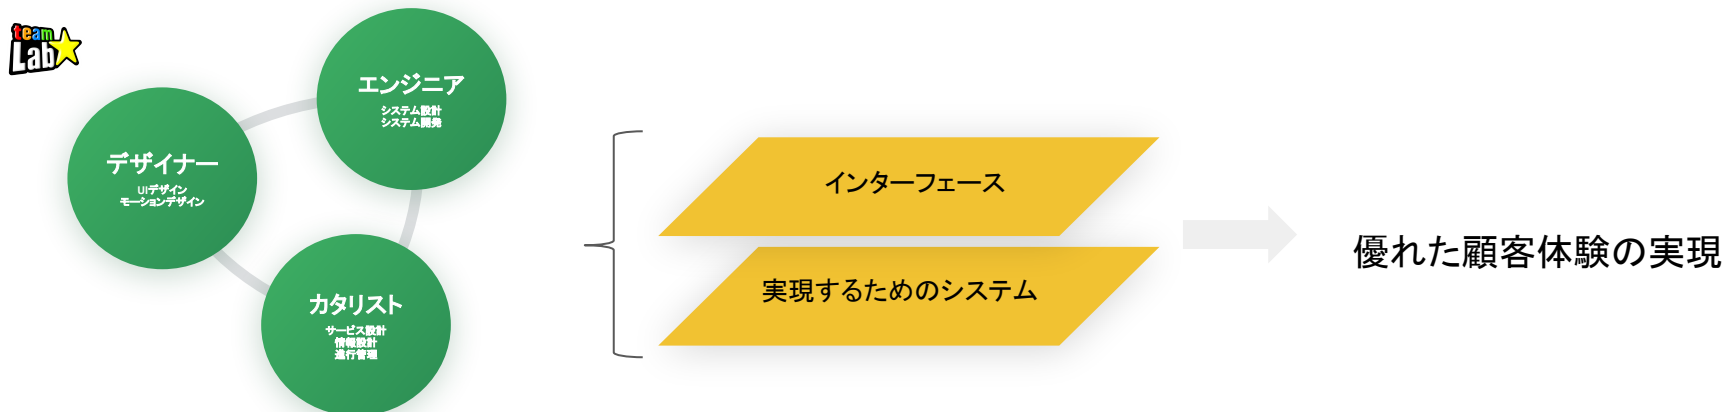 team
Lab
エンジニア
システム設計
システム開発
デザイナー
UIデザイン
モーションデザイン
カタリスト
サービス設計
情報設計
進行管理
インターフェース
実現するためのシステム
優れた顧客体験の実現